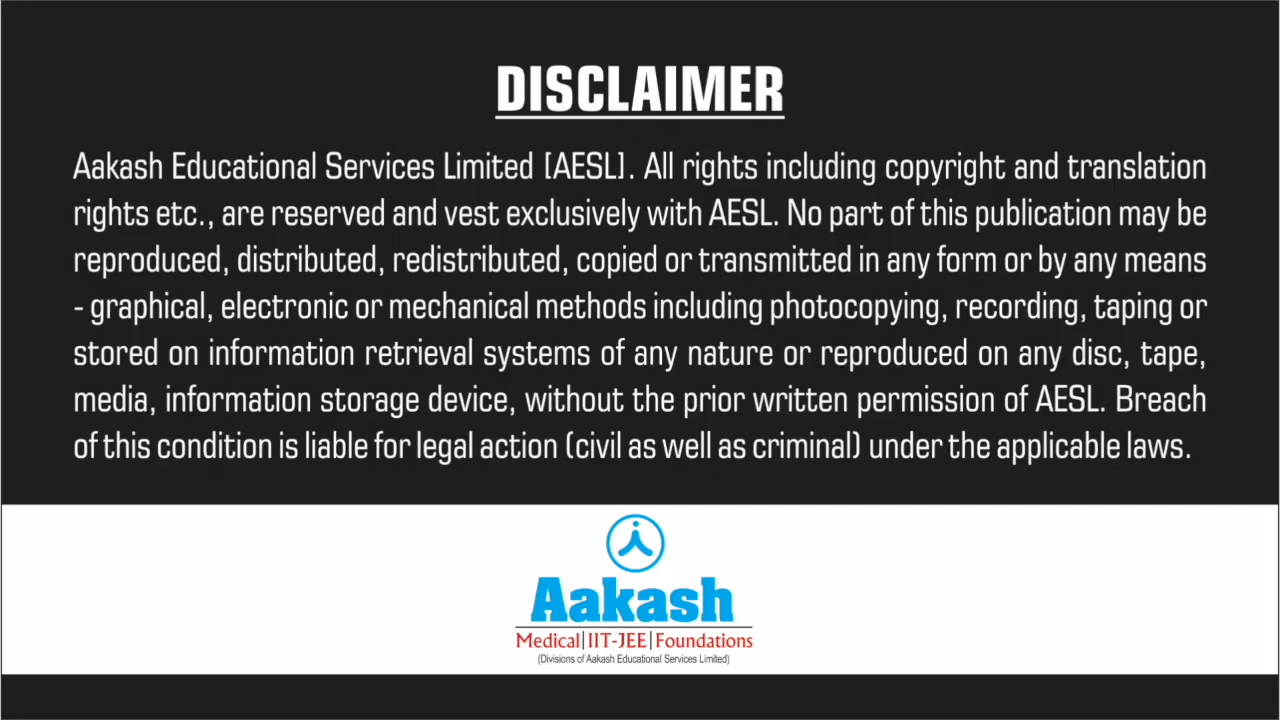 DISCLAIMER
Aakash Educational Services Limited [AESL]. All rights including copyright and translation
rights etc., are reserved and vest exclusively with AESL. No part of this publication may be
reproduced, distributed, redistributed, copied or transmitted in any form or by any means
- graphical, electronic or mechanical methods including photocopying, recording, taping or
stored on information retrieval systems of any nature or reproduced on any disc, tape,
media, information storage device, without the prior written permission of AESL. Breach
of this condition is liable for legal action (civil as well as criminal) under the applicable laws.
Aakash
Medical|IIT-JEE|Foundations
(Divisions of Aakash Educational Services Limited)